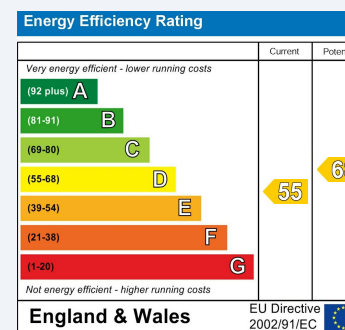 Energy Efficiency Rating
Current
Very energy efficient - lower running costs
(92 plus) A
(81-91) B
(69-80) C
(55-68) D
(39-54) E
(21-38) F
(1-20) G
55
Not energy efficient - higher running costs
England & Wales
EU Directive
2002/91/EC